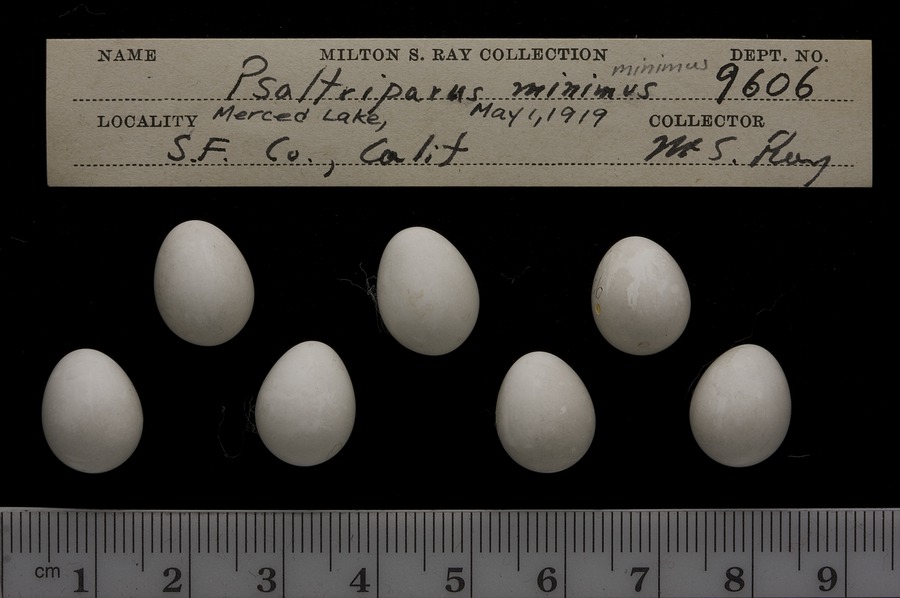 NAME MILTON S. RAY COLLECTION DEPT. NO.
Psaltriparus minimus minimus 9606
LOCALITY Merced Lake, May 1, 1919 COLLECTOR
S.F. Co., Calif M. S. Ray
cm 1 2 3 4 5 6 7 8 9